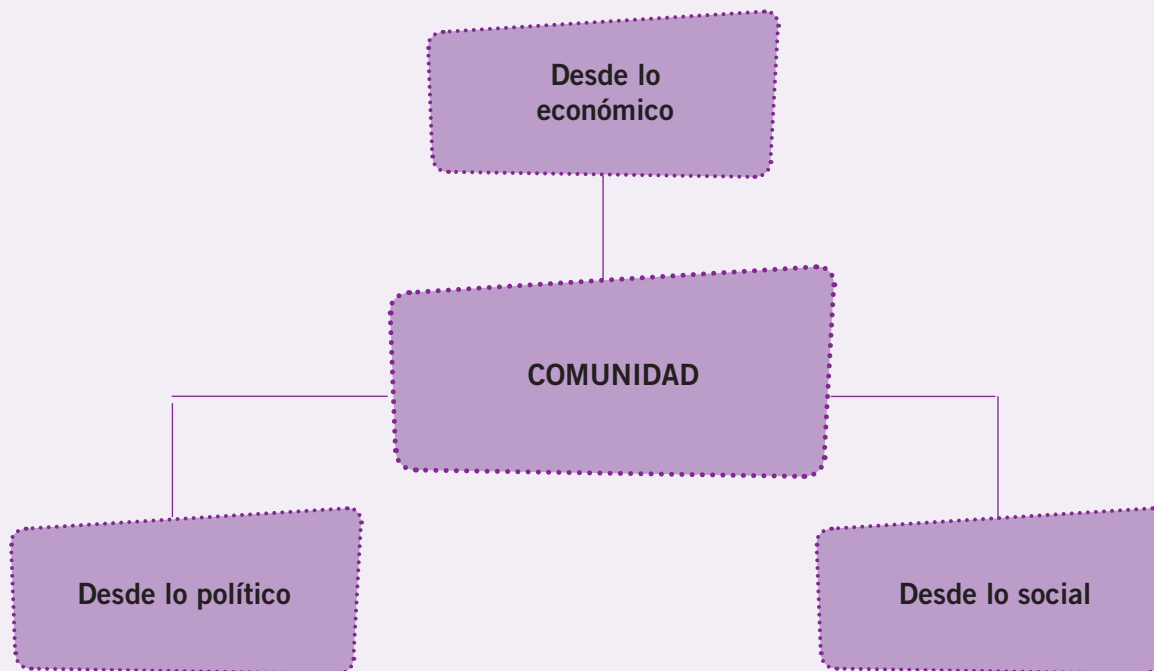 Desde lo
económico
COMUNIDAD
Desde lo político
Desde lo social